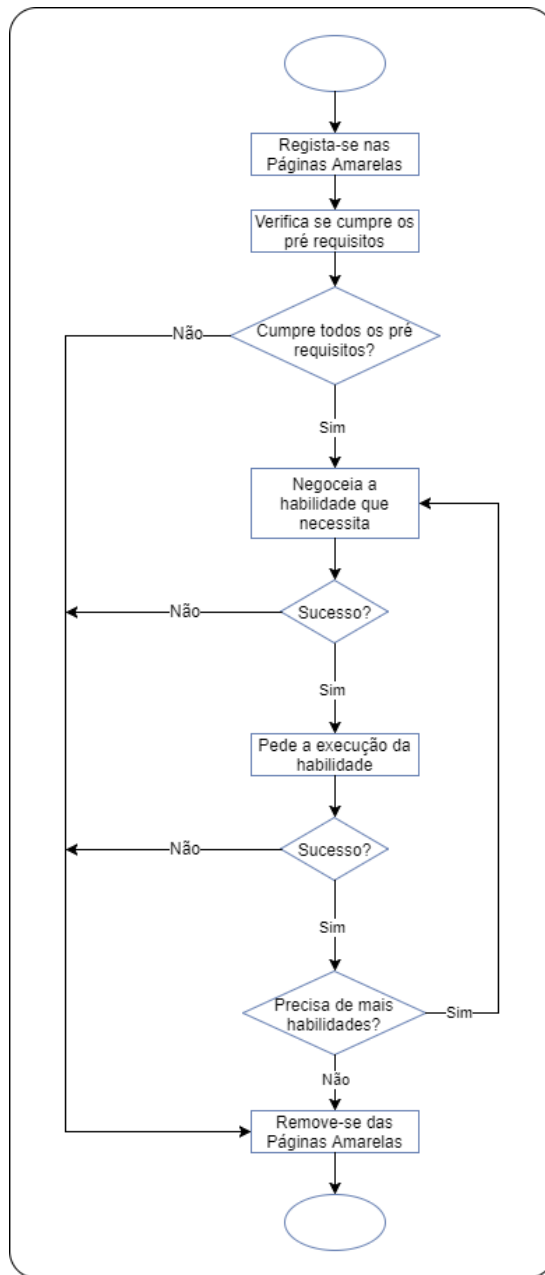 Regista-se nas
Páginas Amarelas
Verifica se cumpre os
pré requisitos
Não
Cumpre todos os pré
requisitos?
Sim
Negoceia a
habilidade que
necessita
Não
Sucesso?
Sim
Pede a execução da
habilidade
Não
Sucesso?
Sim
Precisa de mais
habilidades?
Sim
Não
Remove-se das
Páginas Amarelas